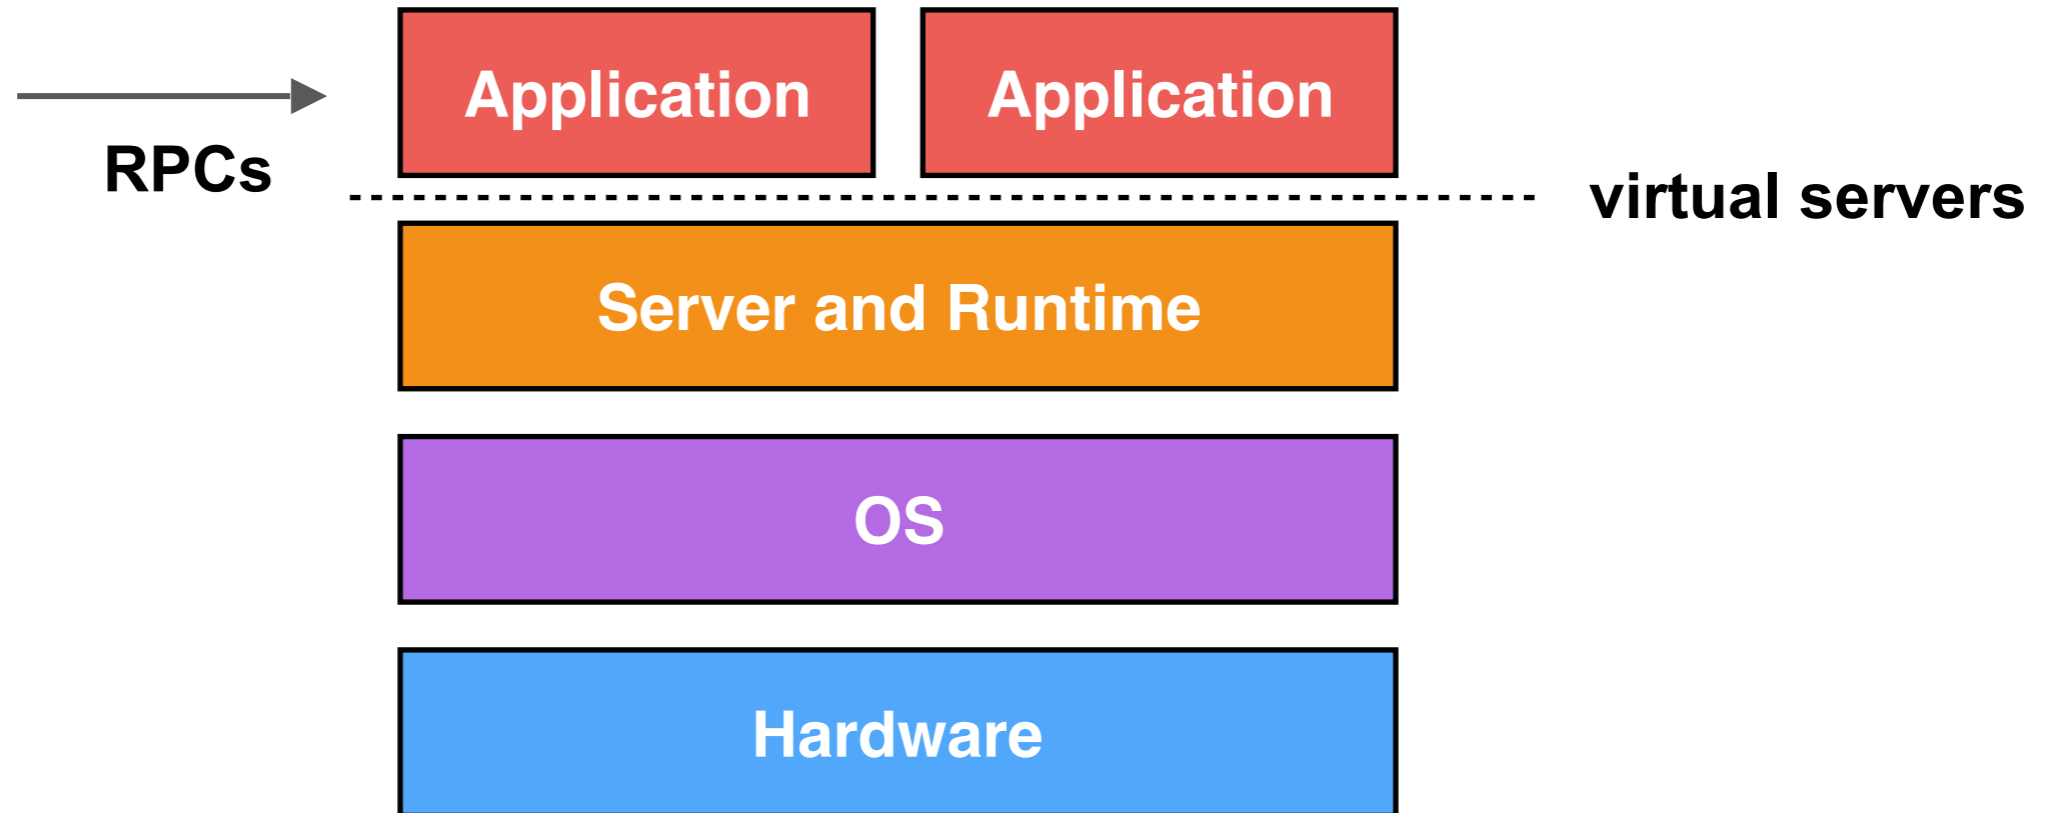 Application
Application
RPCs
virtual servers
Server and Runtime
OS
Hardware